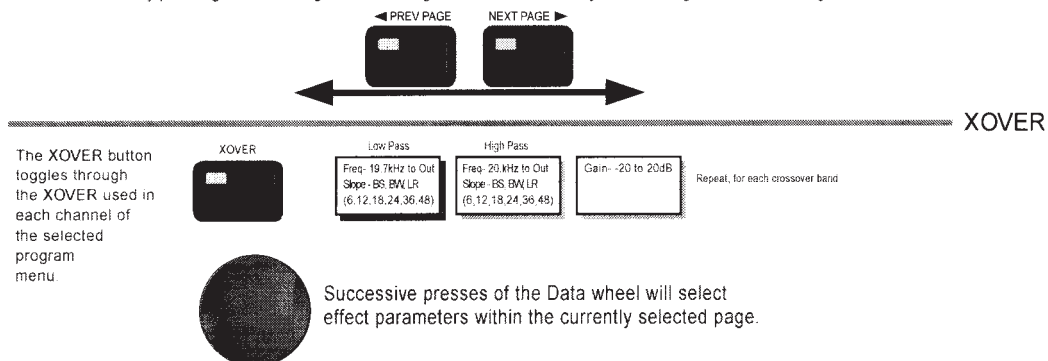 ◀ PREV PAGE NEXT PAGE ▶
XOVER
The XOVER button
toggles through
the XOVER used in
each channel of
the selected
program
menu.
XOVER
Low Pass
Freq- 19.7kHz to Out
Slope - BS, BW, LR
(6,12,18,24,36,48)
High Pass
Freq- 20.kHz to Out
Slope - BS, BW, LR
(6,12,18,24,36,48)
Gain- -20 to 20dB
Repeat, for each crossover band
Successive presses of the Data wheel will select
effect parameters within the currently selected page.